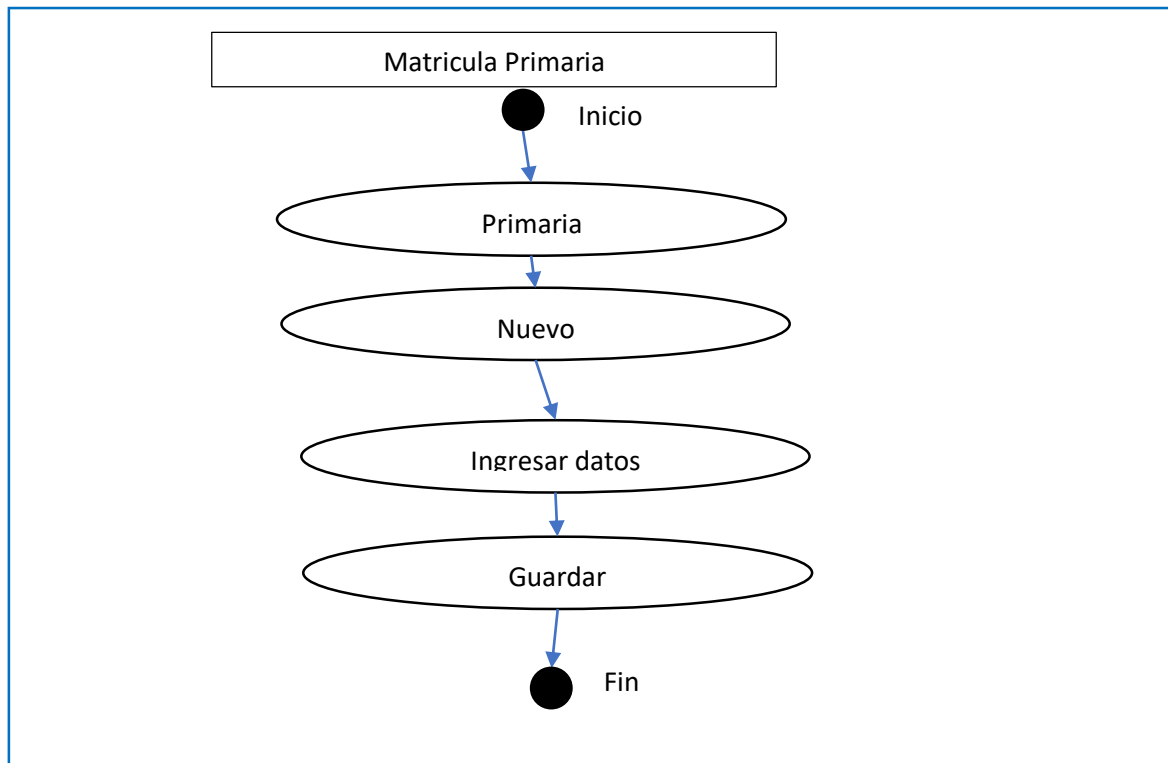 Matricula Primaria
Inicio
Primaria
Nuevo
Ingresar datos
Guardar
Fin